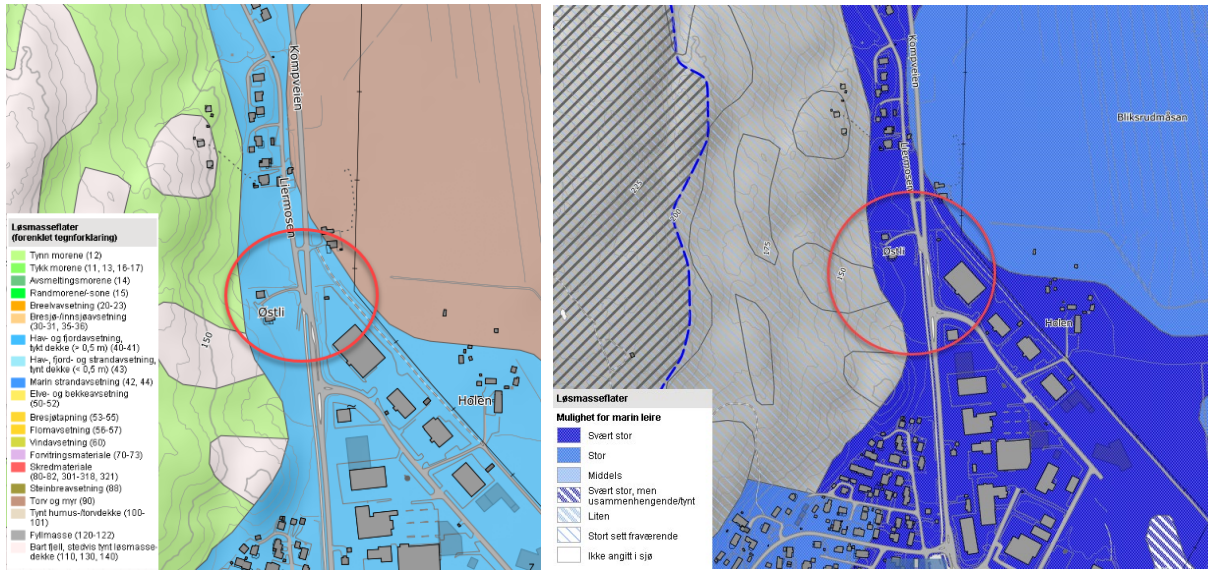 Kompveien
Liermosen
150
Østli
Holen
7
Løsmasseflater
(forenklet tegnforklaring)
Tynn morene (12)
Tykk morene (11, 13, 16-17)
Avsmeltingsmorene (14)
Randmorene/-sone (15)
Breelvavsetning (20-23)
Bresjø-/innsjøavsetning
(30-31, 35-36)
Hav- og fjordavsetning,
tykt dekke (> 0,5 m) (40-41)
Hav-, fjord- og strandavsetning,
tynt dekke (< 0,5 m) (43)
Marin strandavsetning (42, 44)
Elve- og bekkeavsetning
(50-52)
Bresjøtapning (53-55)
Flomavsetning (56-57)
Vindavsetning (60)
Forvitringsmateriale (70-73)
Skredmateriale
(80-82, 301-318, 321)
Steinbreavsetning (88)
Torv og myr (90)
Tynt humus-/torvdekke (100-
101)
Fyllmasse (120-122)
Bart fjell, stedvis tynt løsmasse-
dekke (110, 130, 140)
Kompveien
Bliksrudmåsan
Liermosen
225
200
175
150
Østli
Holen
Løsmasseflater
Mulighet for marin leire
Svært stor
Stor
Middels
Svært stor, men
usammenhengende/tynt
Liten
Stort sett fraværende
Ikke angitt i sjø